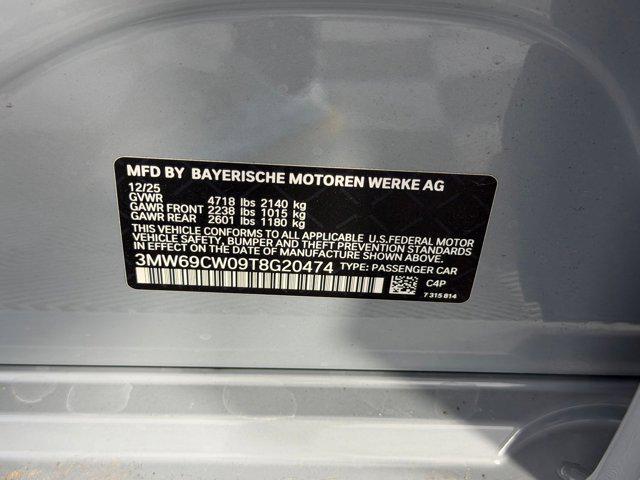 MFD BY BAYERISCHE MOTOREN WERKE AG
12/25
GVWR 4718 lbs 2140 kg
GAWR FRONT 2238 lbs 1015 kg
GAWR REAR 2601 lbs 1180 kg
THIS VEHICLE CONFORMS TO ALL APPLICABLE U.S.FEDERAL MOTOR
VEHICLE SAFETY, BUMPER, AND THEFT PREVENTION STANDARDS
IN EFFECT ON THE DATE OF MANUFACTURE SHOWN ABOVE.
3MW69CW09T8G20474 TYPE: PASSENGER CAR
C4P
7 315 814